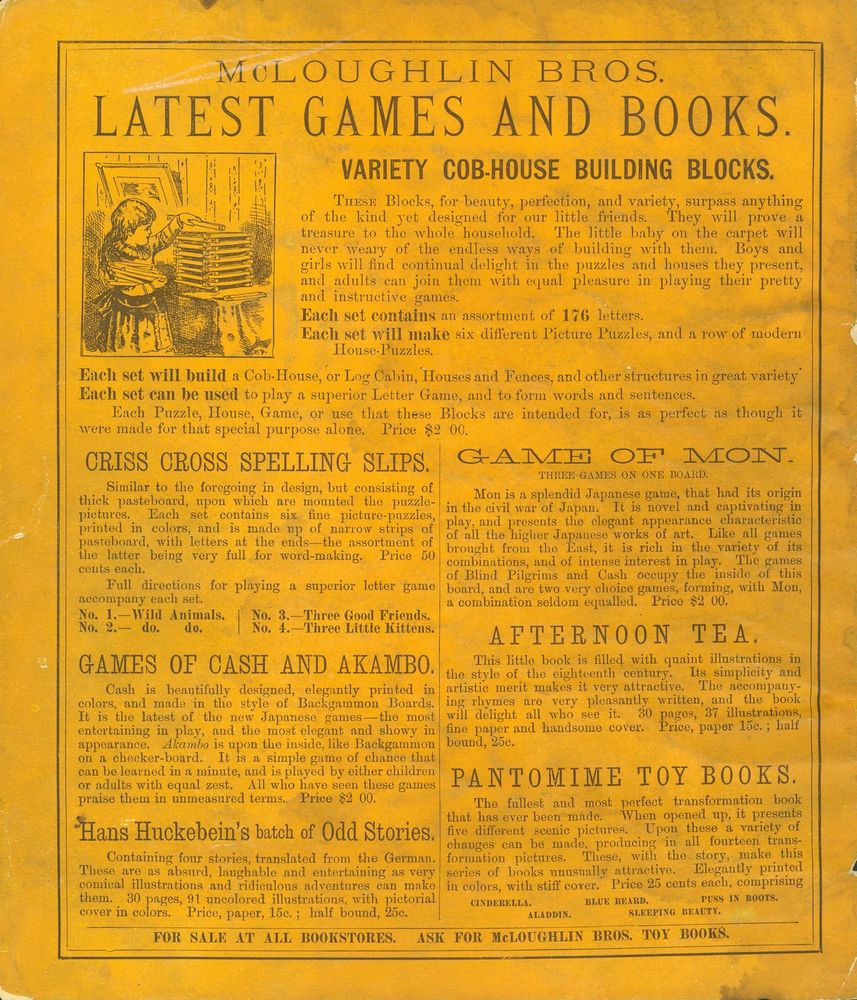 McLOUGHLIN BROS.
LATEST GAMES AND BOOKS.
VARIETY COB-HOUSE BUILDING BLOCKS.
THESE Blocks, for beauty, perfection, and variety, surpass anything
of the kind yet designed for our little friends. They will prove a
treasure to the whole household. The little baby on the carpet will
never weary of the endless ways of building with them. Boys and
girls will find continual delight in the puzzles and houses they present,
and adults can join them with equal pleasure in playing their pretty
and instructive games.
Each set contains an assortment of 176 letters.
Each set will make six different Picture Puzzles, and a row of modern
House-Puzzles.
Each set will build a Cob-House, or Log Cabin, Houses and Fences, and other structures in great variety
Each set can be used to play a superior Letter Game, and to form words and sentences.
Each Puzzle, House, Game, or use that these Blocks are intended for, is as perfect as though it
were made for that special purpose alone. Price $2 00.
CRISS CROSS SPELLING SLIPS.
Similar to the foregoing in design, but consisting of
thick pasteboard, upon which are mounted the puzzle-
pictures. Each set contains six fine picture-puzzles,
printed in colors, and is made up of narrow strips of
pasteboard, with letters at the ends—the assortment of
the latter being very full for word-making. Price 50
cents each.
Full directions for playing a superior letter game
accompany each set.
No. 1.—Wild Animals. No. 3.—Three Good Friends.
No. 2.— do. do. No. 4.—Three Little Kittens.
GAMES OF CASH AND AKAMBO.
Cash is beautifully designed, elegantly printed in
colors, and made in the style of Backgammon Boards.
It is the latest of the new Japanese games—the most
entertaining in play, and the most elegant and showy in
appearance. Akambo is upon the inside, like Backgammon
on a checker-board. It is a simple game of chance that
can be learned in a minute, and is played by either children
or adults with equal zest. All who have seen these games
praise them in unmeasured terms. Price $2 00.
Hans Huckebein's batch of Odd Stories.
Containing four stories, translated from the German.
These are as absurd, laughable and entertaining as very
comical illustrations and ridiculous adventures can make
them. 30 pages, 91 uncolored illustrations, with pictorial
cover in colors. Price, paper, 15c. ; half bound, 25c.
GAME OF MON.
THREE GAMES ON ONE BOARD.
Mon is a splendid Japanese game, that had its origin
in the civil war of Japan. It is novel and captivating in
play, and presents the elegant appearance characteristic
of all the higher Japanese works of art. Like all games
brought from the East, it is rich in the variety of its
combinations, and of intense interest in play. The games
of Blind Pilgrims and Cash occupy the inside of this
board, and are two very choice games, forming, with Mon,
a combination seldom equalled. Price $2 00.
AFTERNOON TEA.
This little book is filled with quaint illustrations in
the style of the eighteenth century. Its simplicity and
artistic merit makes it very attractive. The accompany-
ing rhymes are very pleasantly written, and the book
will delight all who see it. 30 pages, 37 illustrations,
fine paper and handsome cover. Price, paper 15c. ; half
bound, 25c.
PANTOMIME TOY BOOKS.
The fullest and most perfect transformation book
that has ever been made. When opened up, it presents
five different scenic pictures. Upon these a variety of
changes can be made, producing in all fourteen trans-
formation pictures. These, with the story, make this
series of books unusually attractive. Elegantly printed
in colors, with stiff cover. Price 25 cents each, comprising
CINDERELLA. BLUE BEARD. PUSS IN BOOTS.
ALADDIN. SLEEPING BEAUTY.
FOR SALE AT ALL BOOKSTORES. ASK FOR McLOUGHLIN BROS. TOY BOOKS.